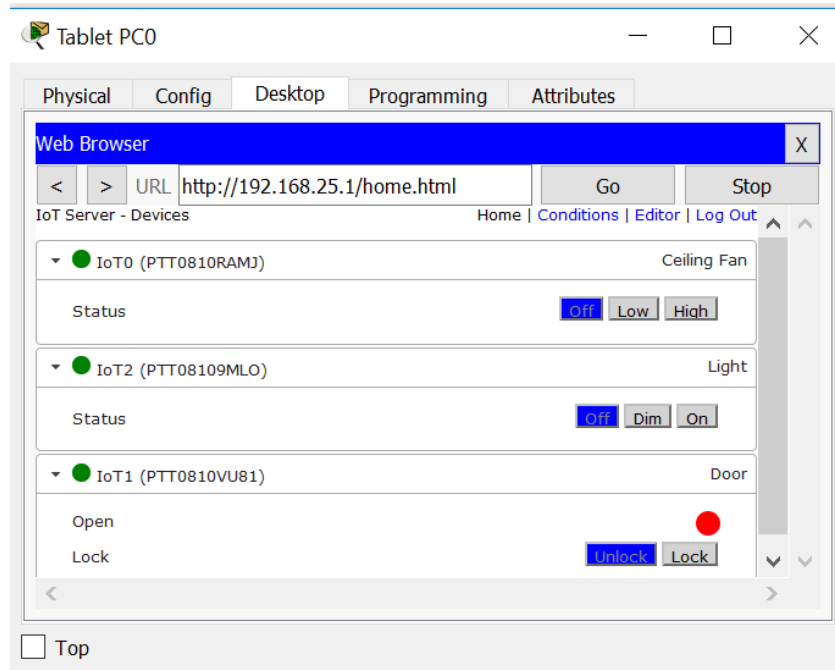 Tablet PC0
Physical Config Desktop Programming Attributes
Web Browser X
< > URL http://192.168.25.1/home.html Go Stop
IoT Server - Devices Home | Conditions | Editor | Log Out
IoT0 (PTT0810RAMJ) Ceiling Fan
Status Off Low High
IoT2 (PTT08109MLO) Light
Status Off Dim On
IoT1 (PTT0810VU81) Door
Open
Lock Unlock Lock
Top